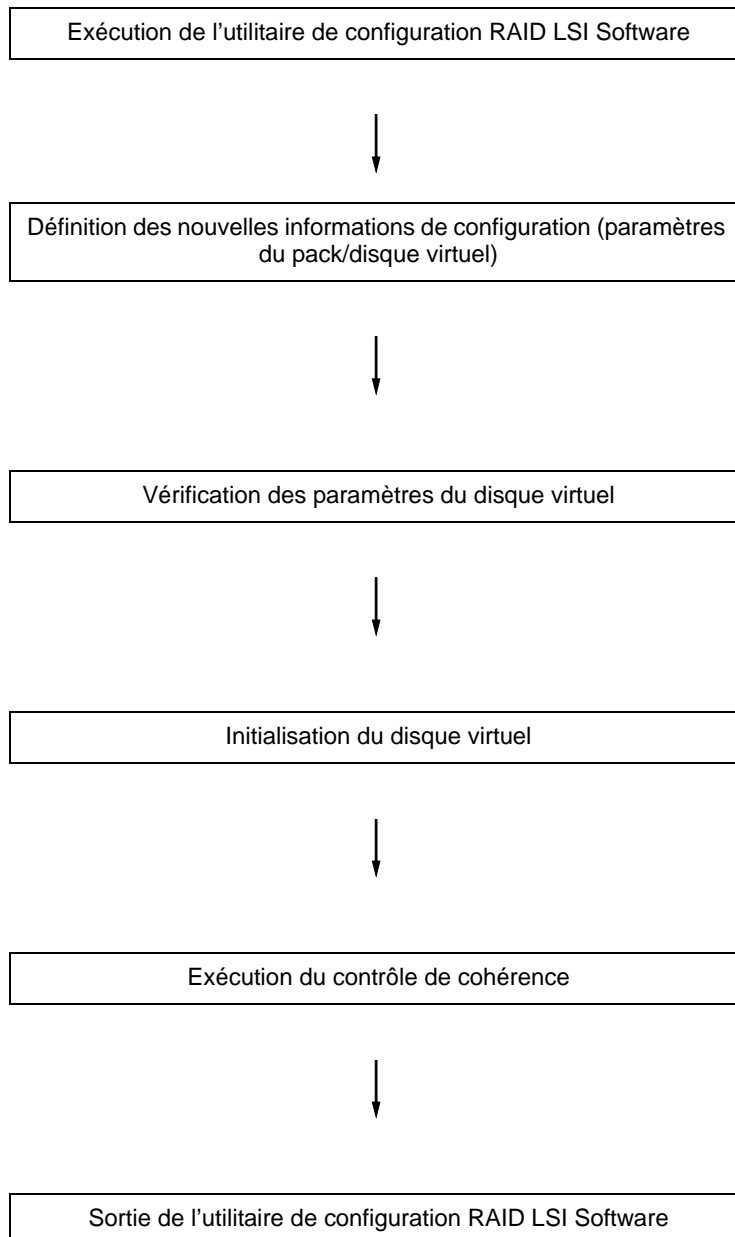 Exécution de l’utilitaire de configuration RAID LSI Software
Définition des nouvelles informations de configuration (paramètres
du pack/disque virtuel)
Vérification des paramètres du disque virtuel
Initialisation du disque virtuel
Exécution du contrôle de cohérence
Sortie de l’utilitaire de configuration RAID LSI Software